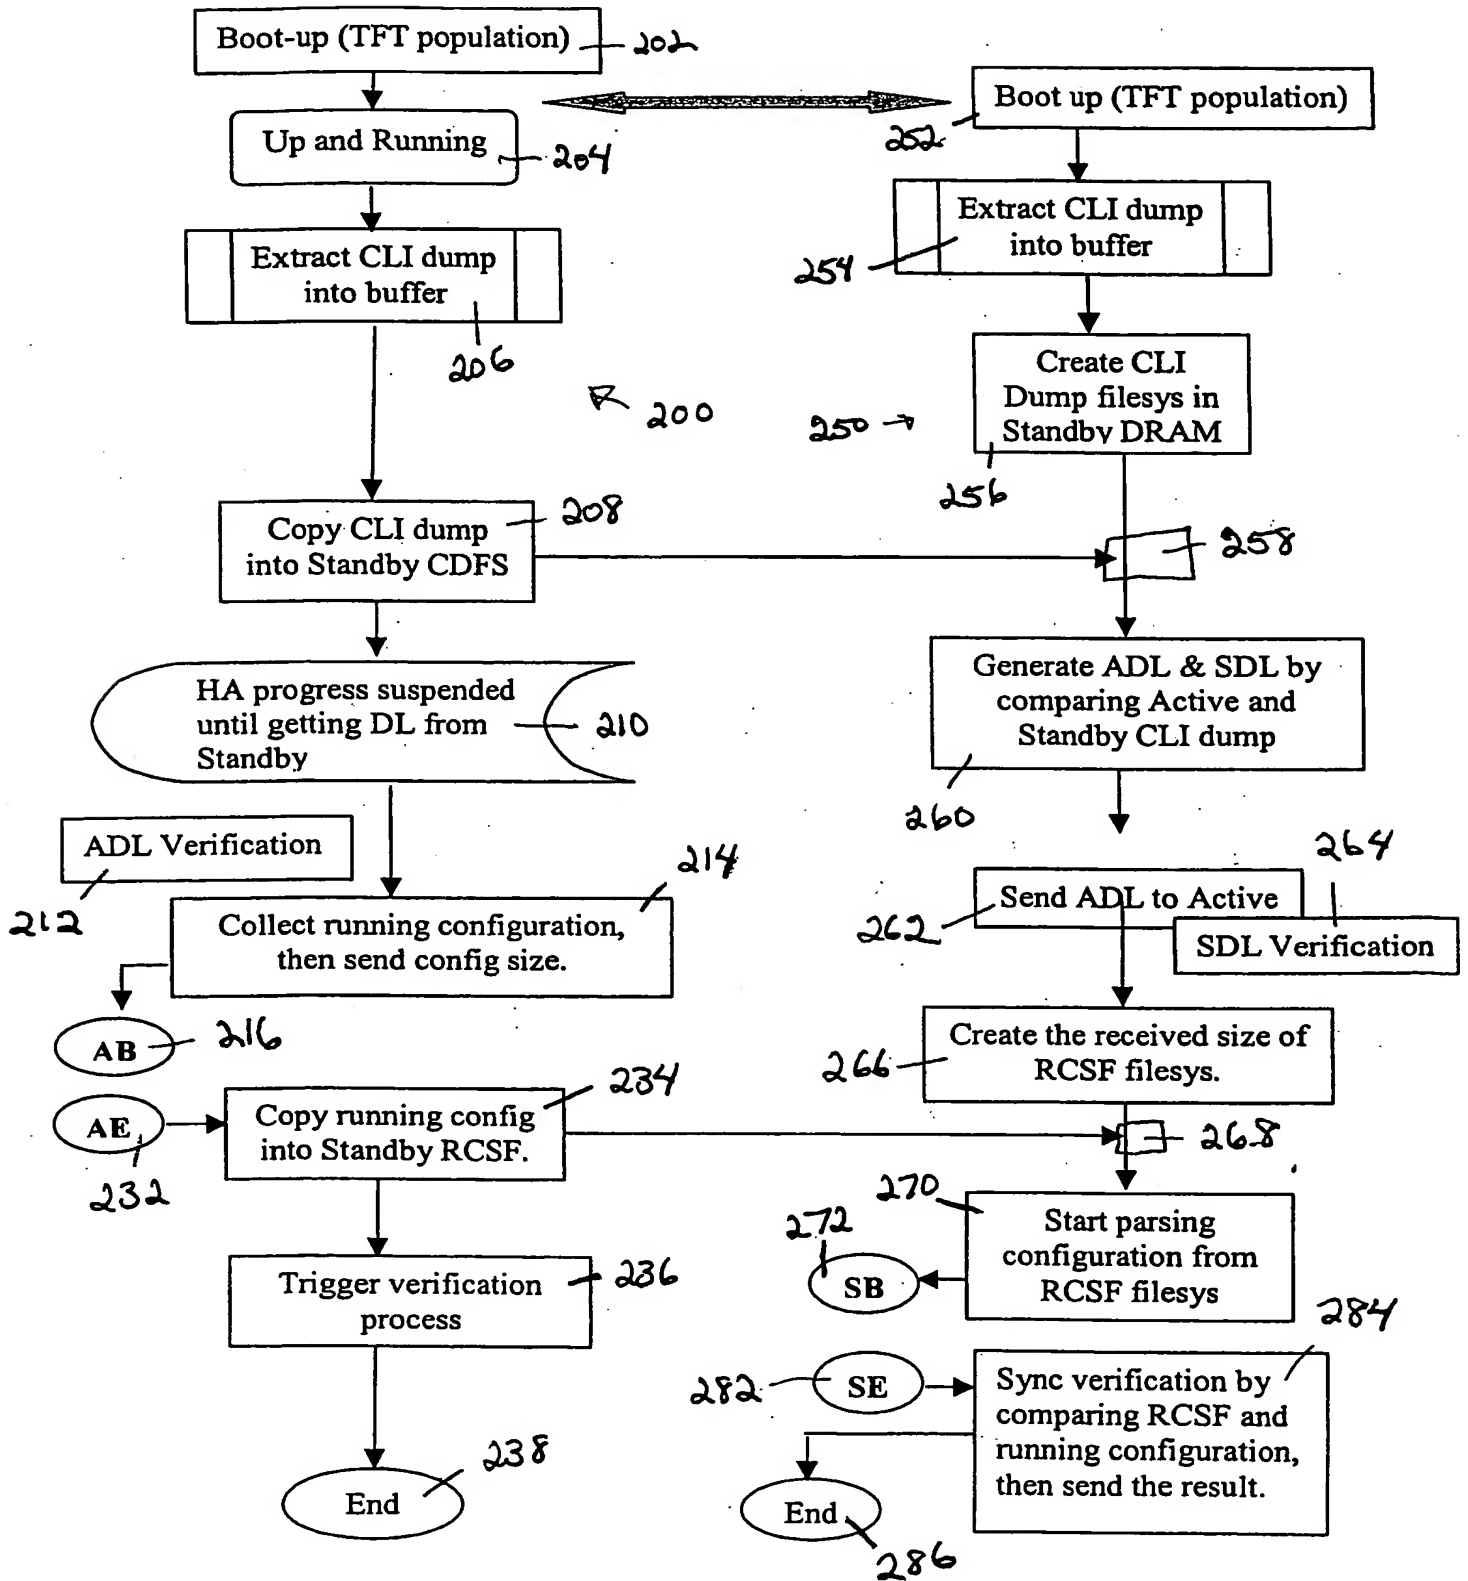 Boot-up (TFT population)
202
Up and Running
204
Extract CLI dump
into buffer
206
200
Copy CLI dump
into Standby CDFS
208
HA progress suspended
until getting DL from
Standby
210
ADL Verification
212
214
Collect running configuration,
then send config size.
AB
216
AE
232
234
Copy running config
into Standby RCSF.
Trigger verification
process
236
End
238
Boot up (TFT population)
252
Extract CLI dump
into buffer
254
Create CLI
Dump filesys in
Standby DRAM
250
256
258
Generate ADL & SDL by
comparing Active and
Standby CLI dump
260
264
Send ADL to Active
262
SDL Verification
Create the received size of
RCSF filesys.
266
268
270
Start parsing
configuration from
RCSF filesys
272
SB
284
282
SE
Sync verification by
comparing RCSF and
running configuration,
then send the result.
End
286